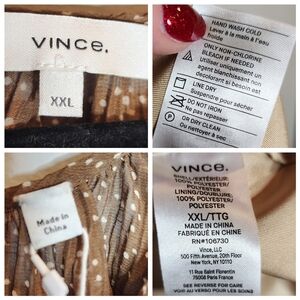 VINCE.
XXL
HAND WASH COLD
Laver à la main à l'eau
froide
ONLY NON-CHLORINE
BLEACH IF NEEDED
Utiliser uniquement un
agent blanchissant non
décolorant si besoin est
LINE DRY
Suspendre pour sécher
DO NOT IRON
Ne pas repasser
OR DRY CLEAN
Ou nettoyer à sec
Made in
China
VINCE.
SHELL/EXTÉRIEUR:
100% POLYESTER/
POLYESTER
LINING/DOUBLURE:
100% POLYESTER/
POLYESTER
XXL/TTG
MADE IN CHINA
FABRIQUÉ EN CHINE
RN#106730
Vince, LLC
500 Fifth Avenue, 20th Floor
New York, NY10110
11 Rue Saint Florentin
75008 Paris France
SEE REVERSE FOR CARE
VOIR AU VERSO POUR LES SOINS